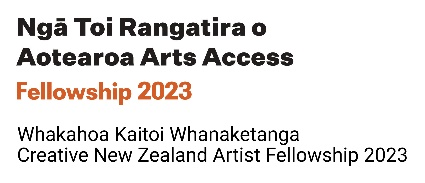 Ngā Toi Rangatira o
Aotearoa Arts Access
Fellowship 2023
Whakahoa Kaitoi Whanaketanga
Creative New Zealand Artist Fellowship 2023